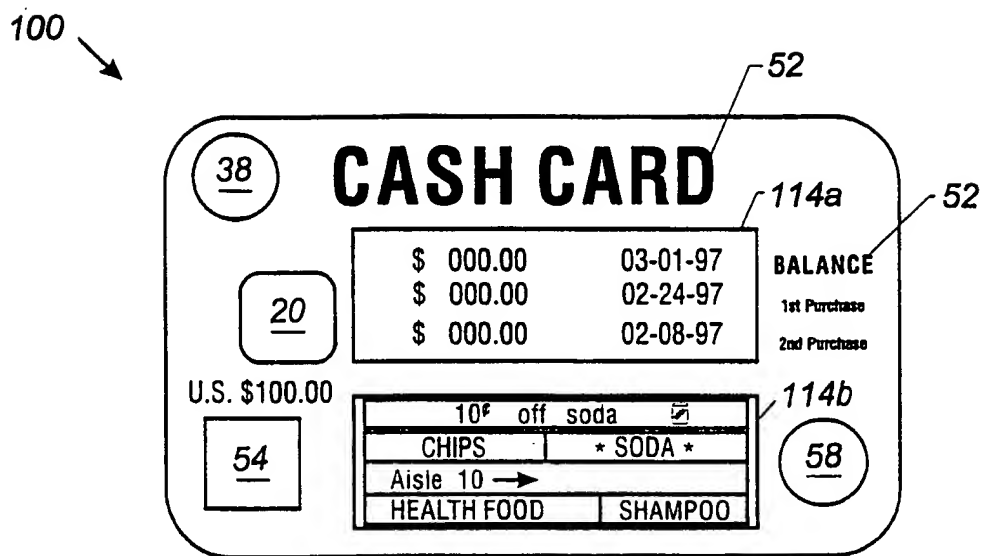 100
52
38 CASH CARD
114a
52
$ 000.00 03-01-97 BALANCE
$ 000.00 02-24-97 1st Purchase
20
$ 000.00 02-08-97 2nd Purchase
U.S. $100.00
114b
10¢ off soda
CHIPS * SODA *
54
58
Aisle 10 →
HEALTH FOOD SHAMPOO